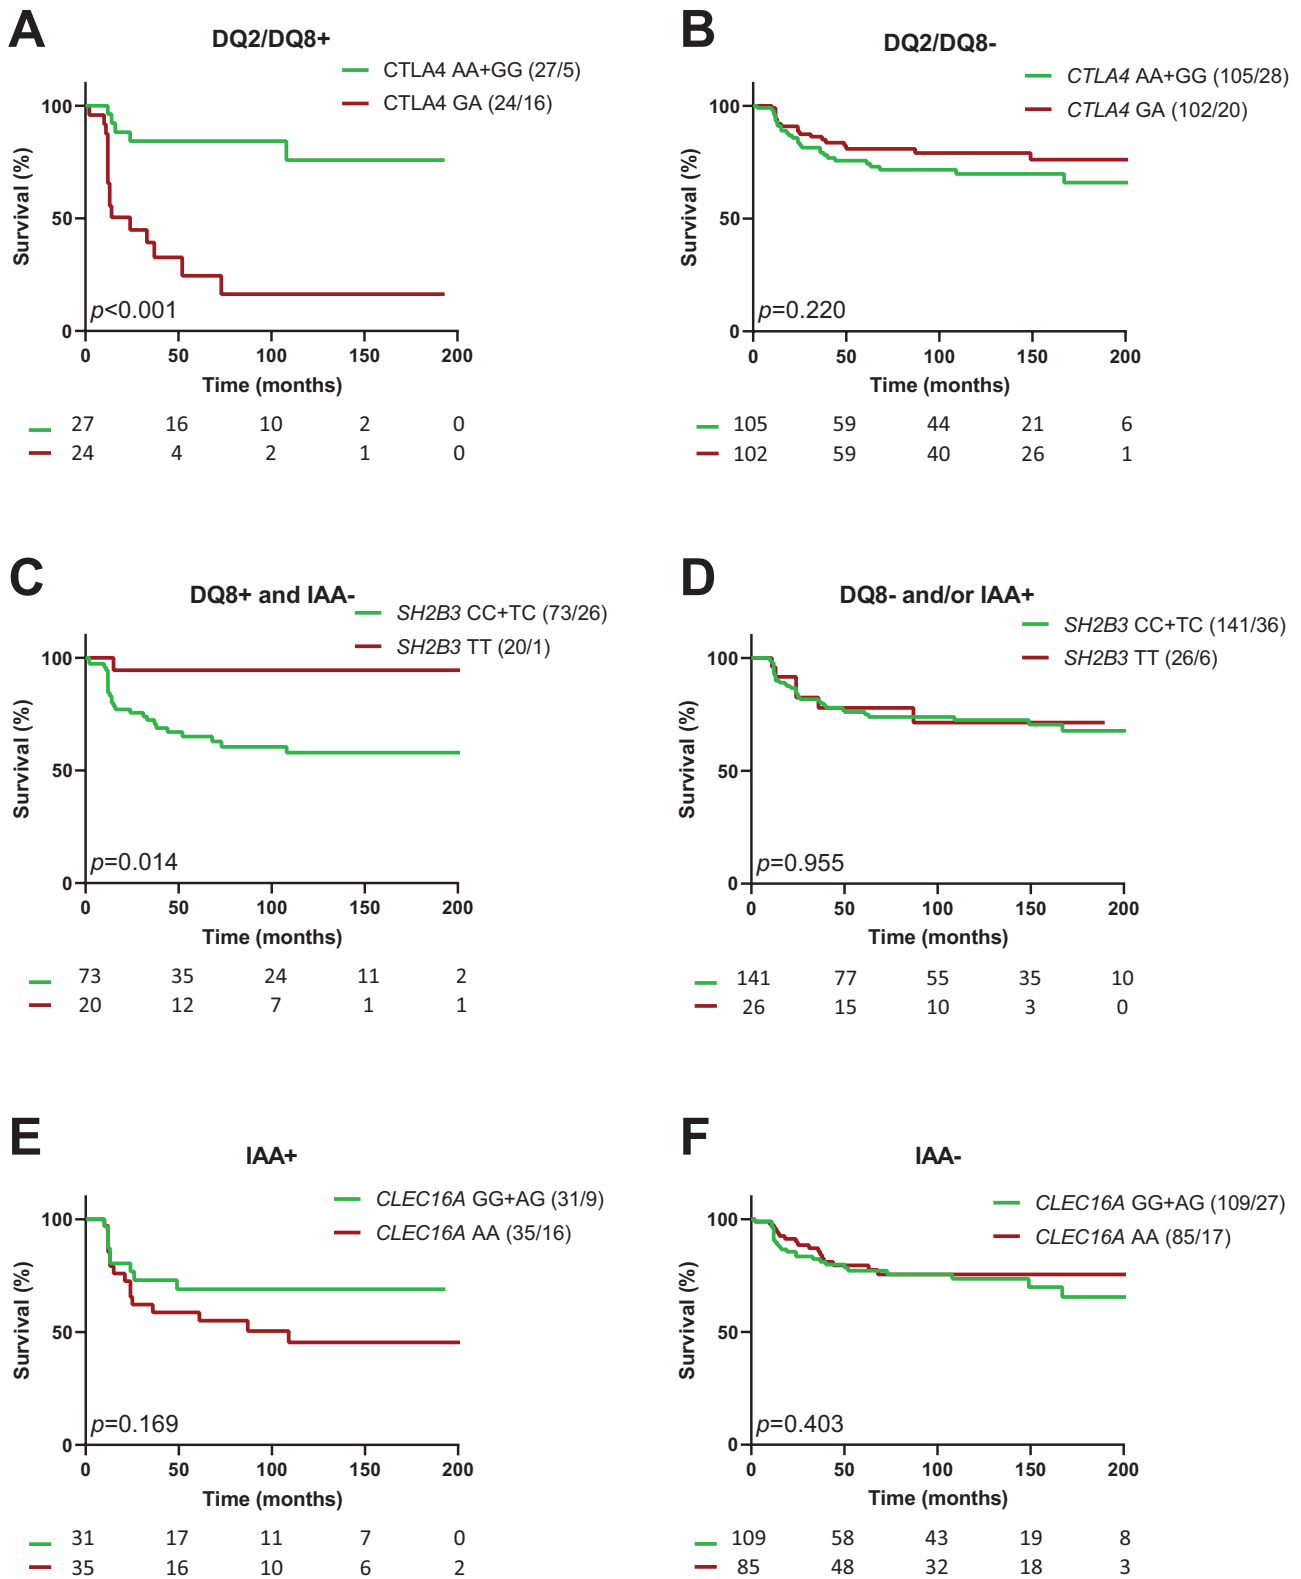 A
DQ2/DQ8+
CTLA4 AA+GG (27/5)
CTLA4 GA (24/16)
100
50
0
Survival (%)
p<0.001
0 50 100 150 200
Time (months)
27 16 10 2 0
24 4 2 1 0
B
DQ2/DQ8-
CTLA4 AA+GG (105/28)
CTLA4 GA (102/20)
100
50
0
Survival (%)
p=0.220
0 50 100 150 200
Time (months)
105 59 44 21 6
102 59 40 26 1
C
DQ8+ and IAA-
SH2B3 CC+TC (73/26)
SH2B3 TT (20/1)
100
50
0
Survival (%)
p=0.014
0 50 100 150 200
Time (months)
73 35 24 11 2
20 12 7 1 1
D
DQ8- and/or IAA+
SH2B3 CC+TC (141/36)
SH2B3 TT (26/6)
100
50
0
Survival (%)
p=0.955
0 50 100 150 200
Time (months)
141 77 55 35 10
26 15 10 3 0
E
IAA+
CLEC16A GG+AG (31/9)
CLEC16A AA (35/16)
100
50
0
Survival (%)
p=0.169
0 50 100 150 200
Time (months)
31 17 11 7 0
35 16 10 6 2
F
IAA-
CLEC16A GG+AG (109/27)
CLEC16A AA (85/17)
100
50
0
Survival (%)
p=0.403
0 50 100 150 200
Time (months)
109 58 43 19 8
85 48 32 18 3